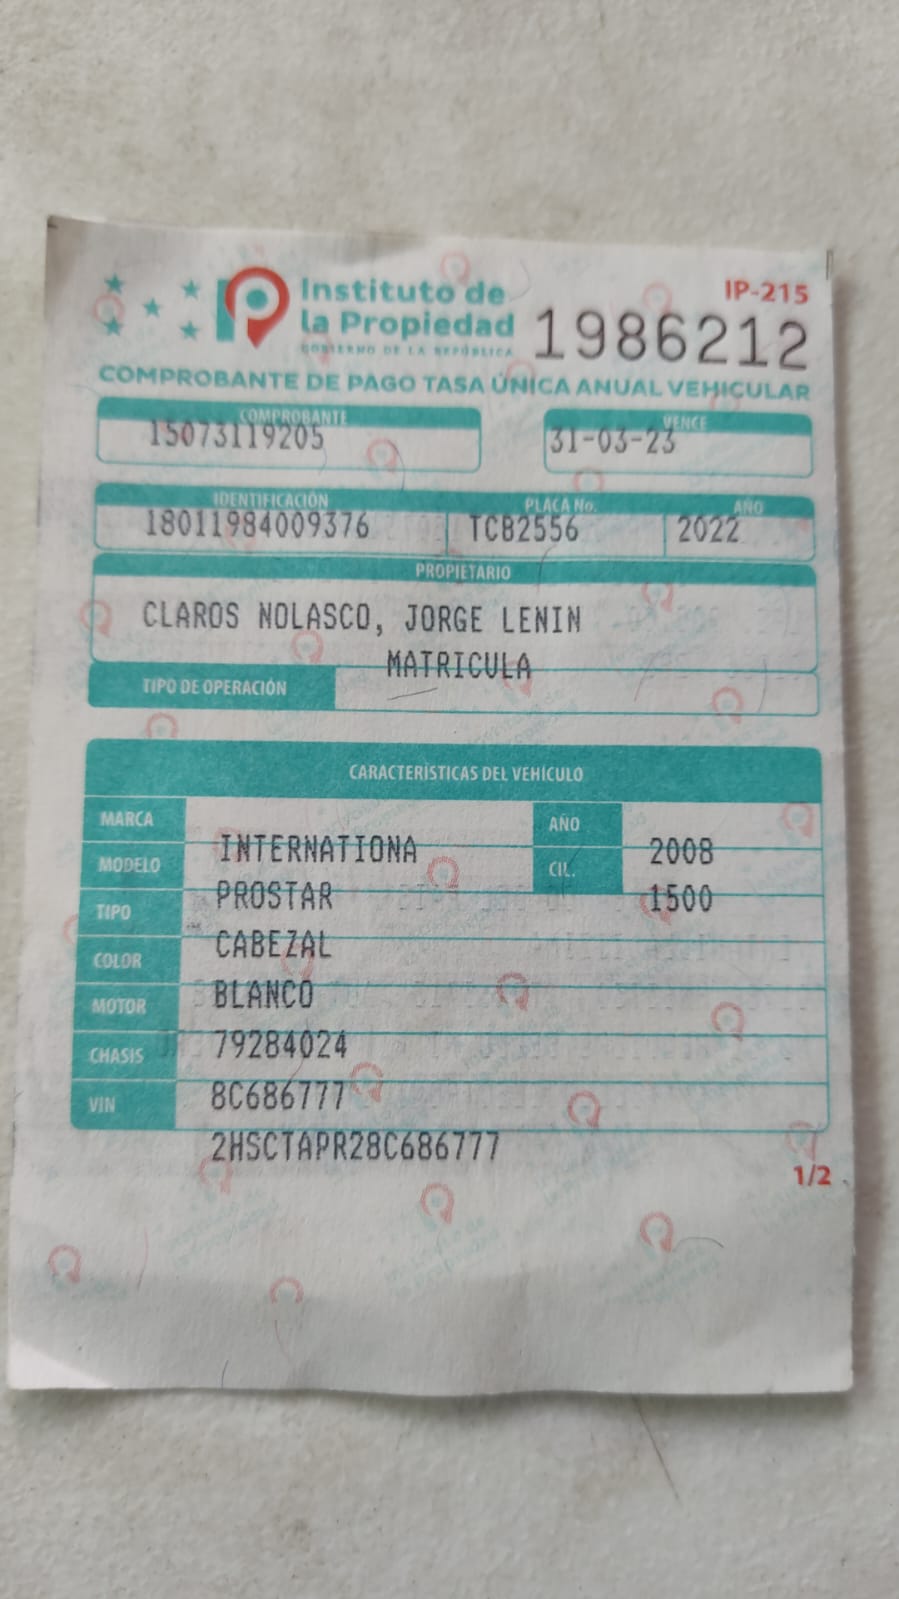 Instituto de
la Propiedad
GOBIERNO DE LA REPÚBLICA
IP-215
1986212
COMPROBANTE DE PAGO TASA ÚNICA ANUAL VEHICULAR
COMPROBANTE VENCE
15073119205 31-03-23
IDENTIFICACIÓN PLACA No. AÑO
18011984009376 TCB2556 2022
PROPIETARIO
CLAROS NOLASCO, JORGE LENIN
MATRICULA
TIPO DE OPERACIÓN
CARACTERÍSTICAS DEL VEHÍCULO
MARCA INTERNATIONA AÑO 2008
MODELO PROSTAR CIL. 1500
TIPO CABEZAL
COLOR BLANCO
MOTOR 79284024
CHASIS 8C686777
VIN 2HSCTAPR28C686777
1/2